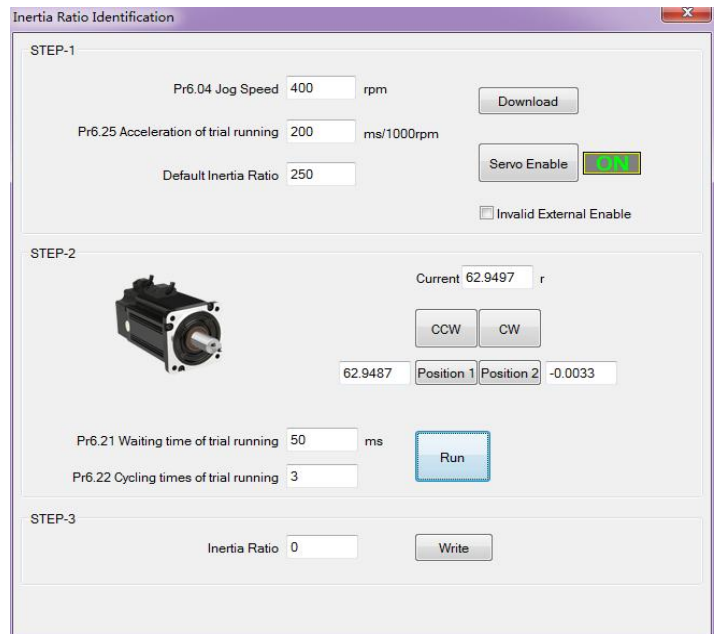 Inertia Ratio Identification
STEP-1
Pr6.04 Jog Speed 400 rpm
Download
Pr6.25 Acceleration of trial running 200 ms/1000rpm
Servo Enable ON
Default Inertia Ratio 250
Invalid External Enable
STEP-2
Current 62.9497 r
CCW CW
62.9487 Position 1 Position 2 -0.0033
Pr6.21 Waiting time of trial running 50 ms
Run
Pr6.22 Cycling times of trial running 3
STEP-3
Inertia Ratio 0 Write